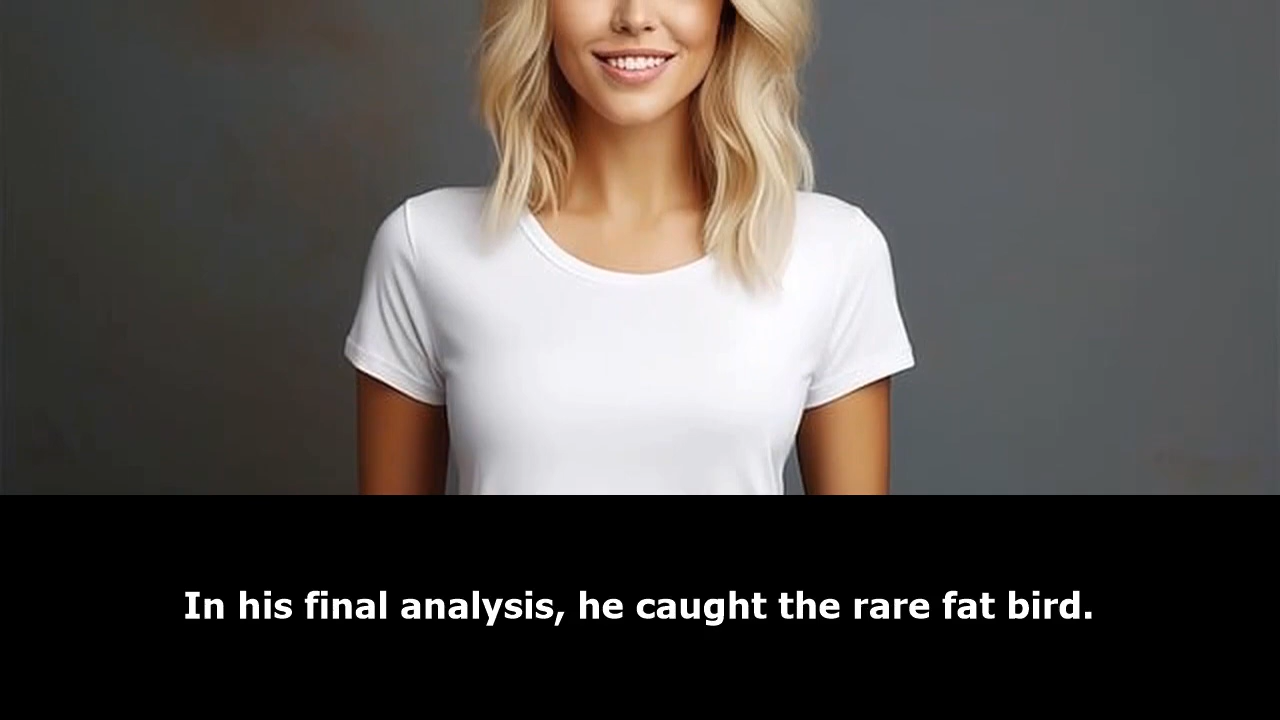 In his final analysis, he caught the rare fat bird.